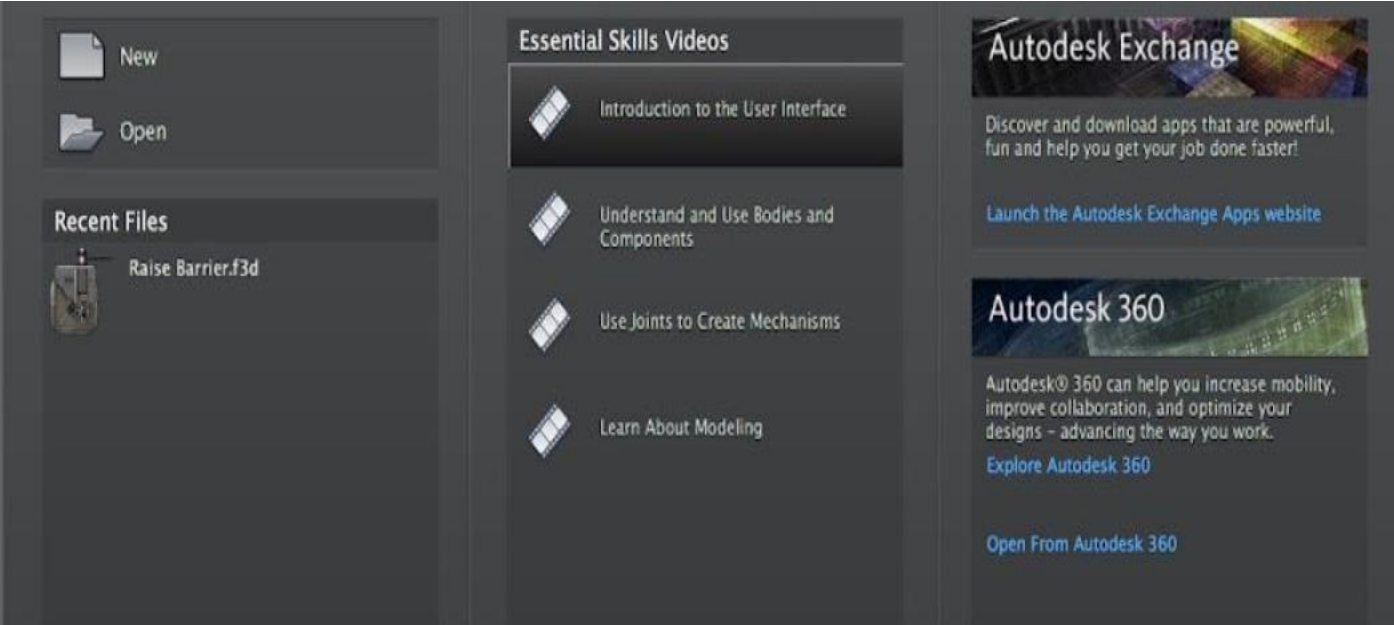 New
Open
Recent Files
Raise Barrier.f3d
Essential Skills Videos
Introduction to the User Interface
Understand and Use Bodies and
Components
Use Joints to Create Mechanisms
Learn About Modeling
Autodesk Exchange
Discover and download apps that are powerful,
fun and help you get your job done faster!
Launch the Autodesk Exchange Apps website
Autodesk 360
Autodesk® 360 can help you increase mobility,
improve collaboration, and optimize your
designs – advancing the way you work.
Explore Autodesk 360
Open From Autodesk 360